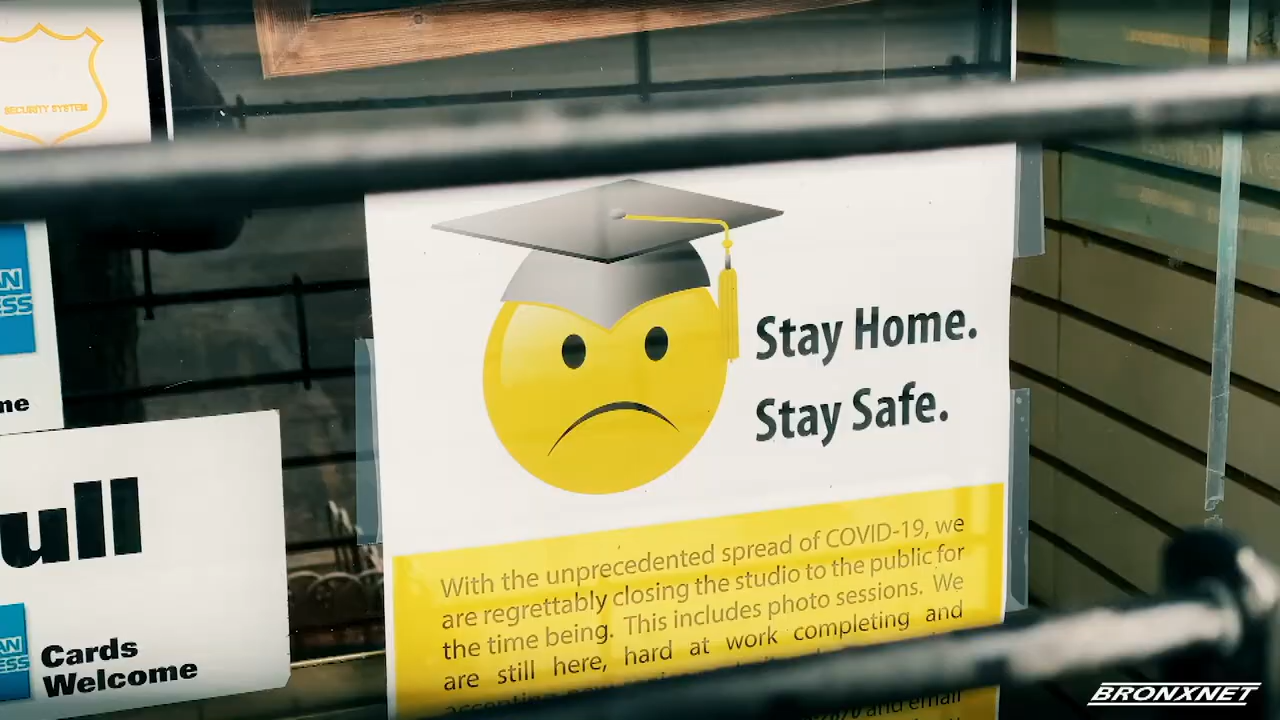 SECURITY SYSTEM
Stay Home.
Stay Safe.
With the unprecedented spread of COVID-19, we
are regrettably closing the studio to the public for
the time being. This includes photo sessions. We
are still here, hard at work completing and
and email
ull
Cards
Welcome
BRONXNET